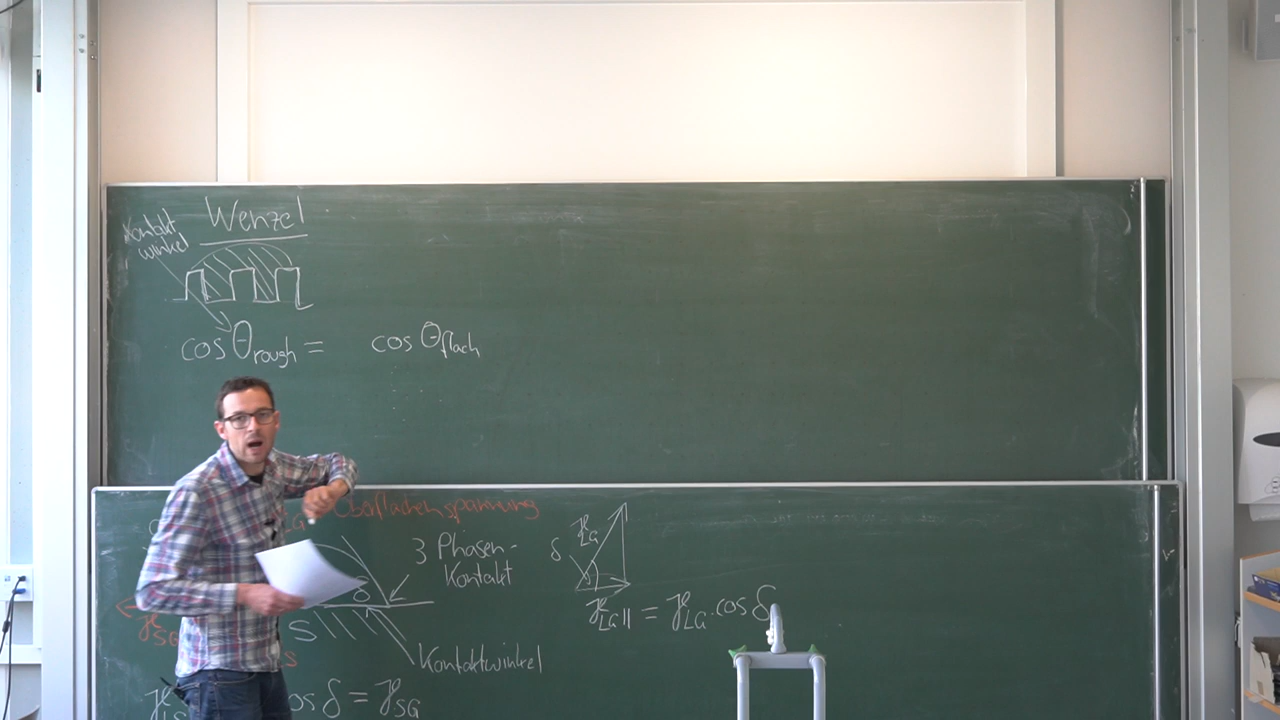 Wenzel
Kontakt
winkel
cos θrough = cos θflach
Oberflächenspannung
3 Phasen-
Kontakt
δ
S
Kontaktwinkel
γLG
δ
γLG|| = γLG · cos δ
γSG
cos δ = γSG